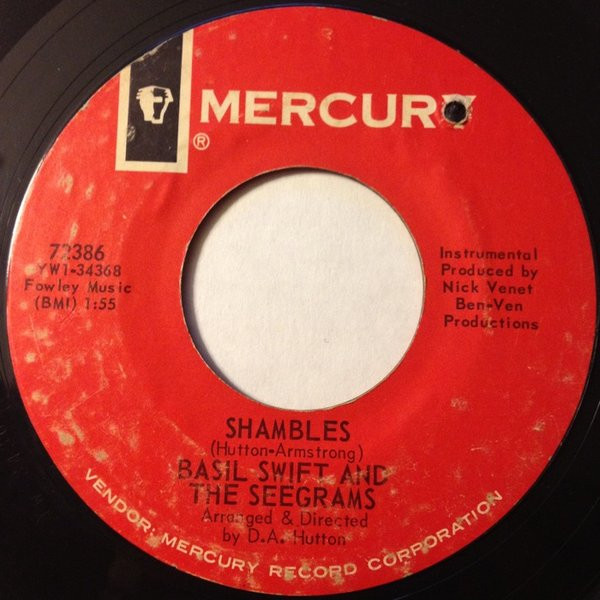 MERCURY
®
72386
YW1-34368
Fowley Music
(BMI) 1:55
Instrumental
Produced by
Nick Venet
Ben-Ven
Productions
SHAMBLES
(Hutton-Armstrong)
BASIL SWIFT AND
THE SEEGRAMS
Arranged & Directed
by D.A. Hutton
VENDOR: MERCURY RECORD CORPORATION